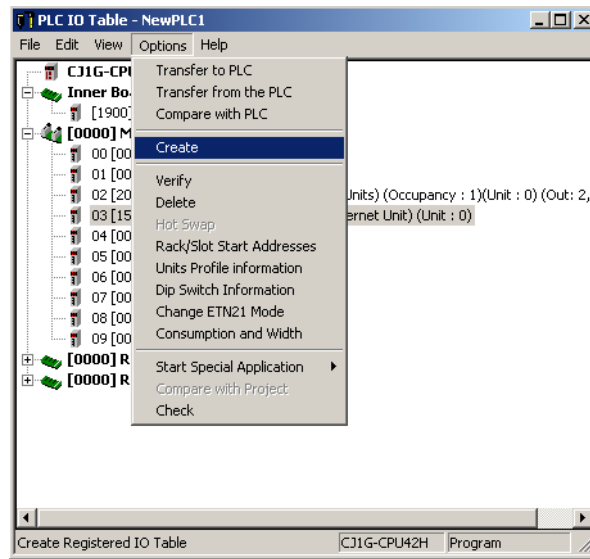 PLC IO Table - NewPLC1
File Edit View Options Help
CJ1G-CPU
Inner Bo
[1900]
[0000] M
00 [00
01 [00
02 [20 Units) (Occupancy : 1)(Unit : 0) (Out: 2,
03 [15 ernet Unit) (Unit : 0)
04 [00
05 [00
06 [00
07 [00
08 [00
09 [00
[0000] R
[0000] R
Transfer to PLC
Transfer from the PLC
Compare with PLC
Create
Verify
Delete
Hot Swap
Rack/Slot Start Addresses
Units Profile information
Dip Switch Information
Change ETN21 Mode
Consumption and Width
Start Special Application
Compare with Project
Check
Create Registered IO Table CJ1G-CPU42H Program